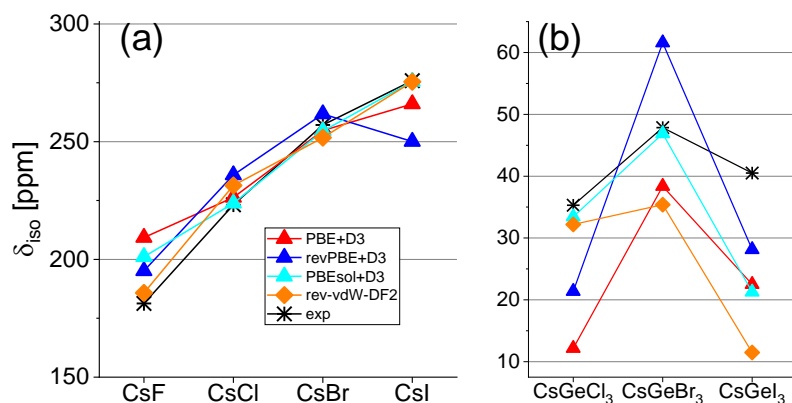 (a)
(b)
δiso [ppm]
300
250
200
150
PBE+D3
revPBE+D3
PBEsol+D3
rev-vdW-DF2
exp
CsF CsCl CsBr CsI
60
50
40
30
20
10
CsGeCl3 CsGeBr3 CsGeI3